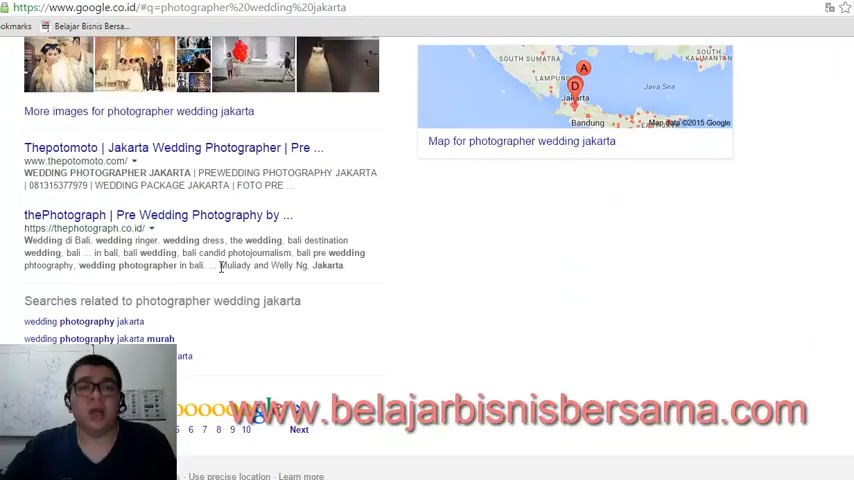 https://www.google.co.id/#q=photographer%20wedding%20jakarta
ookmarks
Belajar Bisnis Bersa...
More images for photographer wedding jakarta
Thepotomoto | Jakarta Wedding Photographer | Pre ...
www.thepotomoto.com/
WEDDING PHOTOGRAPHER JAKARTA | PREWEDDING PHOTOGRAPHY JAKARTA
| 081315377979 | WEDDING PACKAGE JAKARTA | FOTO PRE ...
thePhotograph | Pre Wedding Photography by ...
https://thephotograph.co.id/
Wedding di Bali, wedding ringer, wedding dress, the wedding, bali destination
wedding, bali ... in bali, bali wedding, bali candid photojournalism, bali pre wedding
phtoography, wedding photographer in bali. ... Muliady and Welly Ng, Jakarta.
Searches related to photographer wedding jakarta
wedding photography jakarta
wedding photography jakarta murah
arta
oooooogle
5 6 7 8 9 10 Next
Use precise location - Learn more
SOUTH SUMATRA
SOUTH
KALIMANTAN
LAMPUNG
A
D
Jakarta
Java Sea
Bandung
Map data ©2015 Google
Map for photographer wedding jakarta
www.belajarbisnisbersama.com